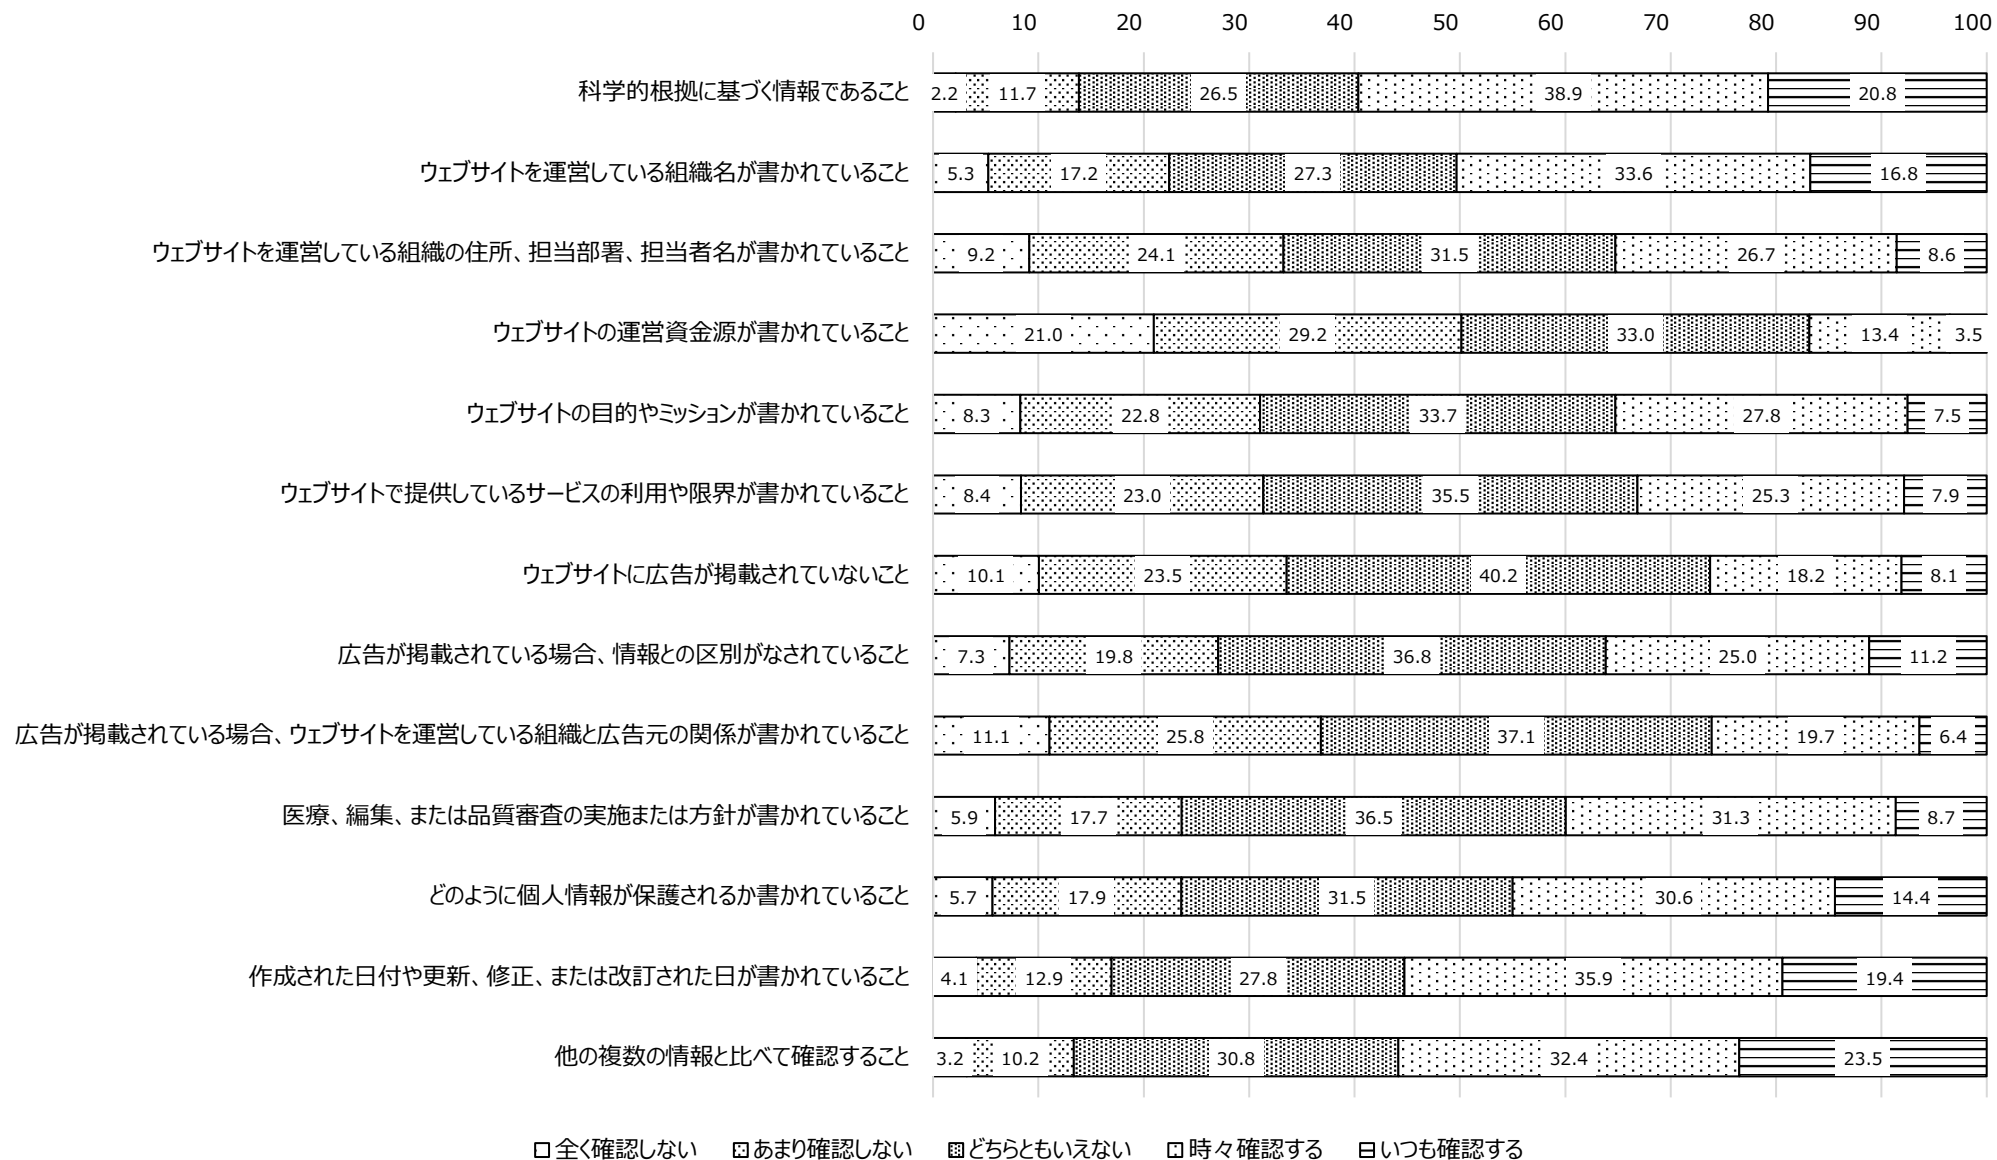 0 10 20 30 40 50 60 70 80 90 100
科学的根拠に基づく情報であること 2.2 11.7 26.5 38.9 20.8
ウェブサイトを運営している組織名が書かれていること 5.3 17.2 27.3 33.6 16.8
ウェブサイトを運営している組織の住所、担当部署、担当者名が書かれていること 9.2 24.1 31.5 26.7 8.6
ウェブサイトの運営資金源が書かれていること 21.0 29.2 33.0 13.4 3.5
ウェブサイトの目的やミッションが書かれていること 8.3 22.8 33.7 27.8 7.5
ウェブサイトで提供しているサービスの利用や限界が書かれていること 8.4 23.0 35.5 25.3 7.9
ウェブサイトに広告が掲載されていないこと 10.1 23.5 40.2 18.2 8.1
広告が掲載されている場合、情報との区別がなされていること 7.3 19.8 36.8 25.0 11.2
広告が掲載されている場合、ウェブサイトを運営している組織と広告元の関係が書かれていること 11.1 25.8 37.1 19.7 6.4
医療、編集、または品質審査の実施または方針が書かれていること 5.9 17.7 36.5 31.3 8.7
どのように個人情報が保護されるか書かれていること 5.7 17.9 31.5 30.6 14.4
作成された日付や更新、修正、または改訂された日が書かれていること 4.1 12.9 27.8 35.9 19.4
他の複数の情報と比べて確認すること 3.2 10.2 30.8 32.4 23.5
全く確認しない あまり確認しない どちらともいえない 時々確認する いつも確認する